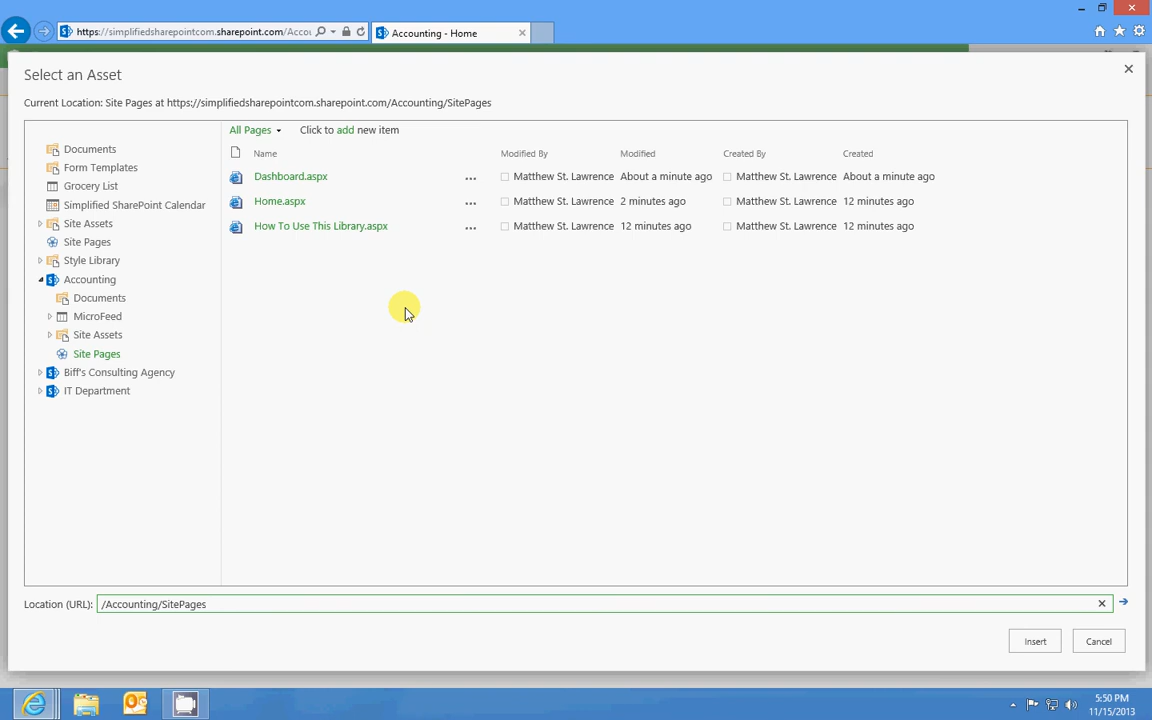 https://simplifiedsharepointcom.sharepoint.com/Accou
Accounting - Home
Select an Asset
Current Location: Site Pages at https://simplifiedsharepointcom.sharepoint.com/Accounting/SitePages
Documents
Form Templates
Grocery List
Simplified SharePoint Calendar
Site Assets
Site Pages
Style Library
Accounting
Documents
MicroFeed
Site Assets
Site Pages
Biff's Consulting Agency
IT Department
All Pages Click to add new item
Name Modified By Modified Created By Created
Dashboard.aspx ... Matthew St. Lawrence About a minute ago Matthew St. Lawrence About a minute ago
Home.aspx ... Matthew St. Lawrence 2 minutes ago Matthew St. Lawrence 12 minutes ago
How To Use This Library.aspx ... Matthew St. Lawrence 12 minutes ago Matthew St. Lawrence 12 minutes ago
Location (URL): /Accounting/SitePages
Insert Cancel
5:50 PM
11/15/2013